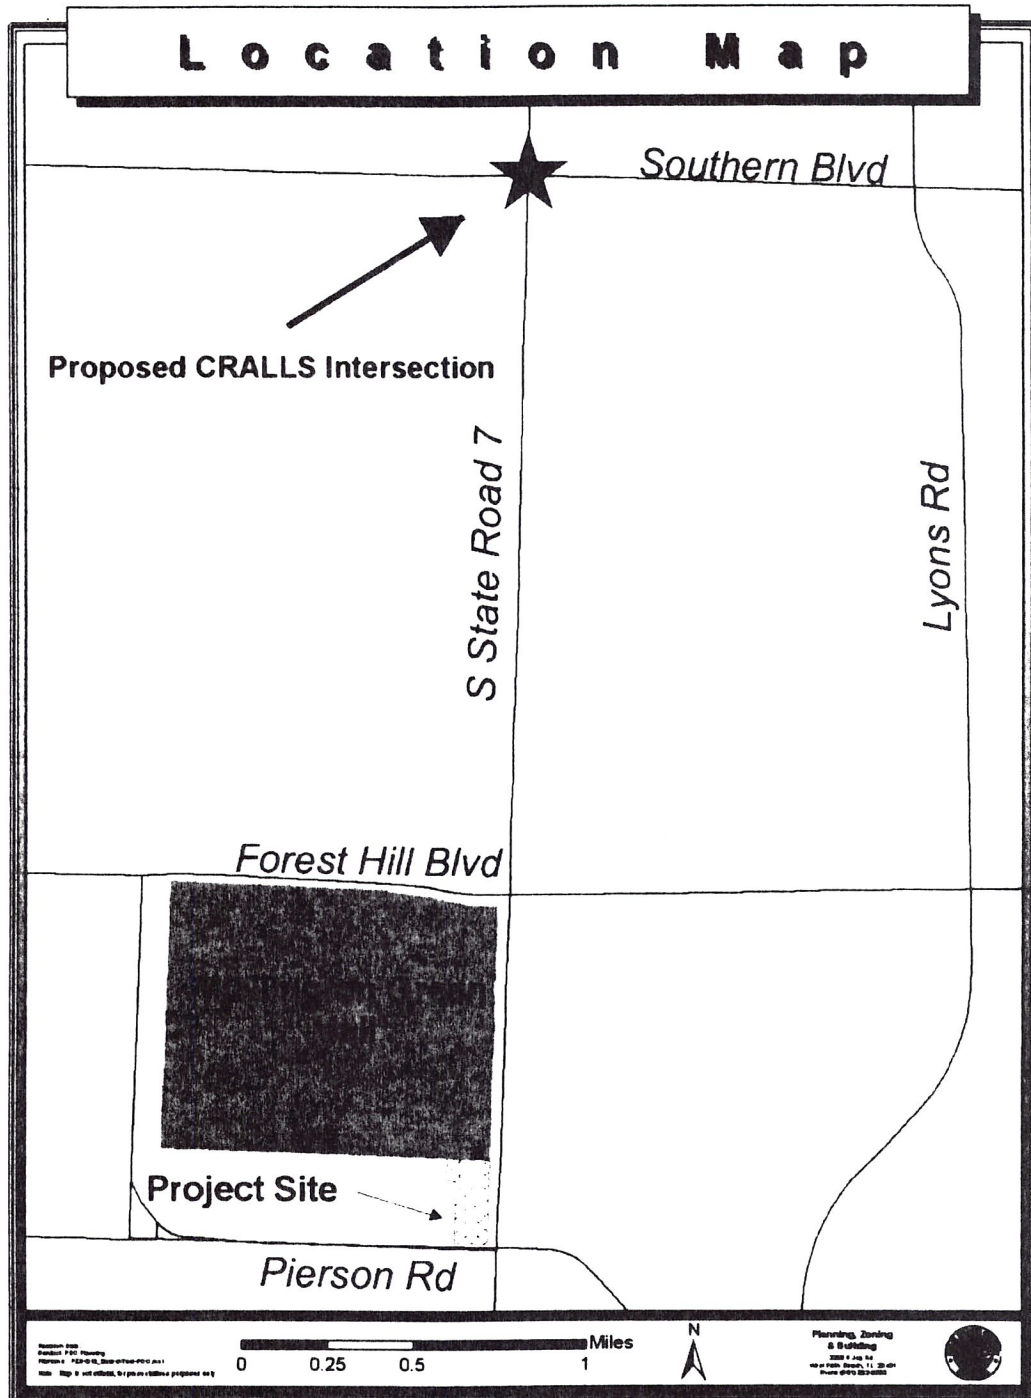 Location Map
Southern Blvd
Proposed CRALLS Intersection
S State Road 7
Lyons Rd
Forest Hill Blvd
Project Site
Pierson Rd
Miles
0 0.25 0.5 1
N
Planning, Zoning
& Building